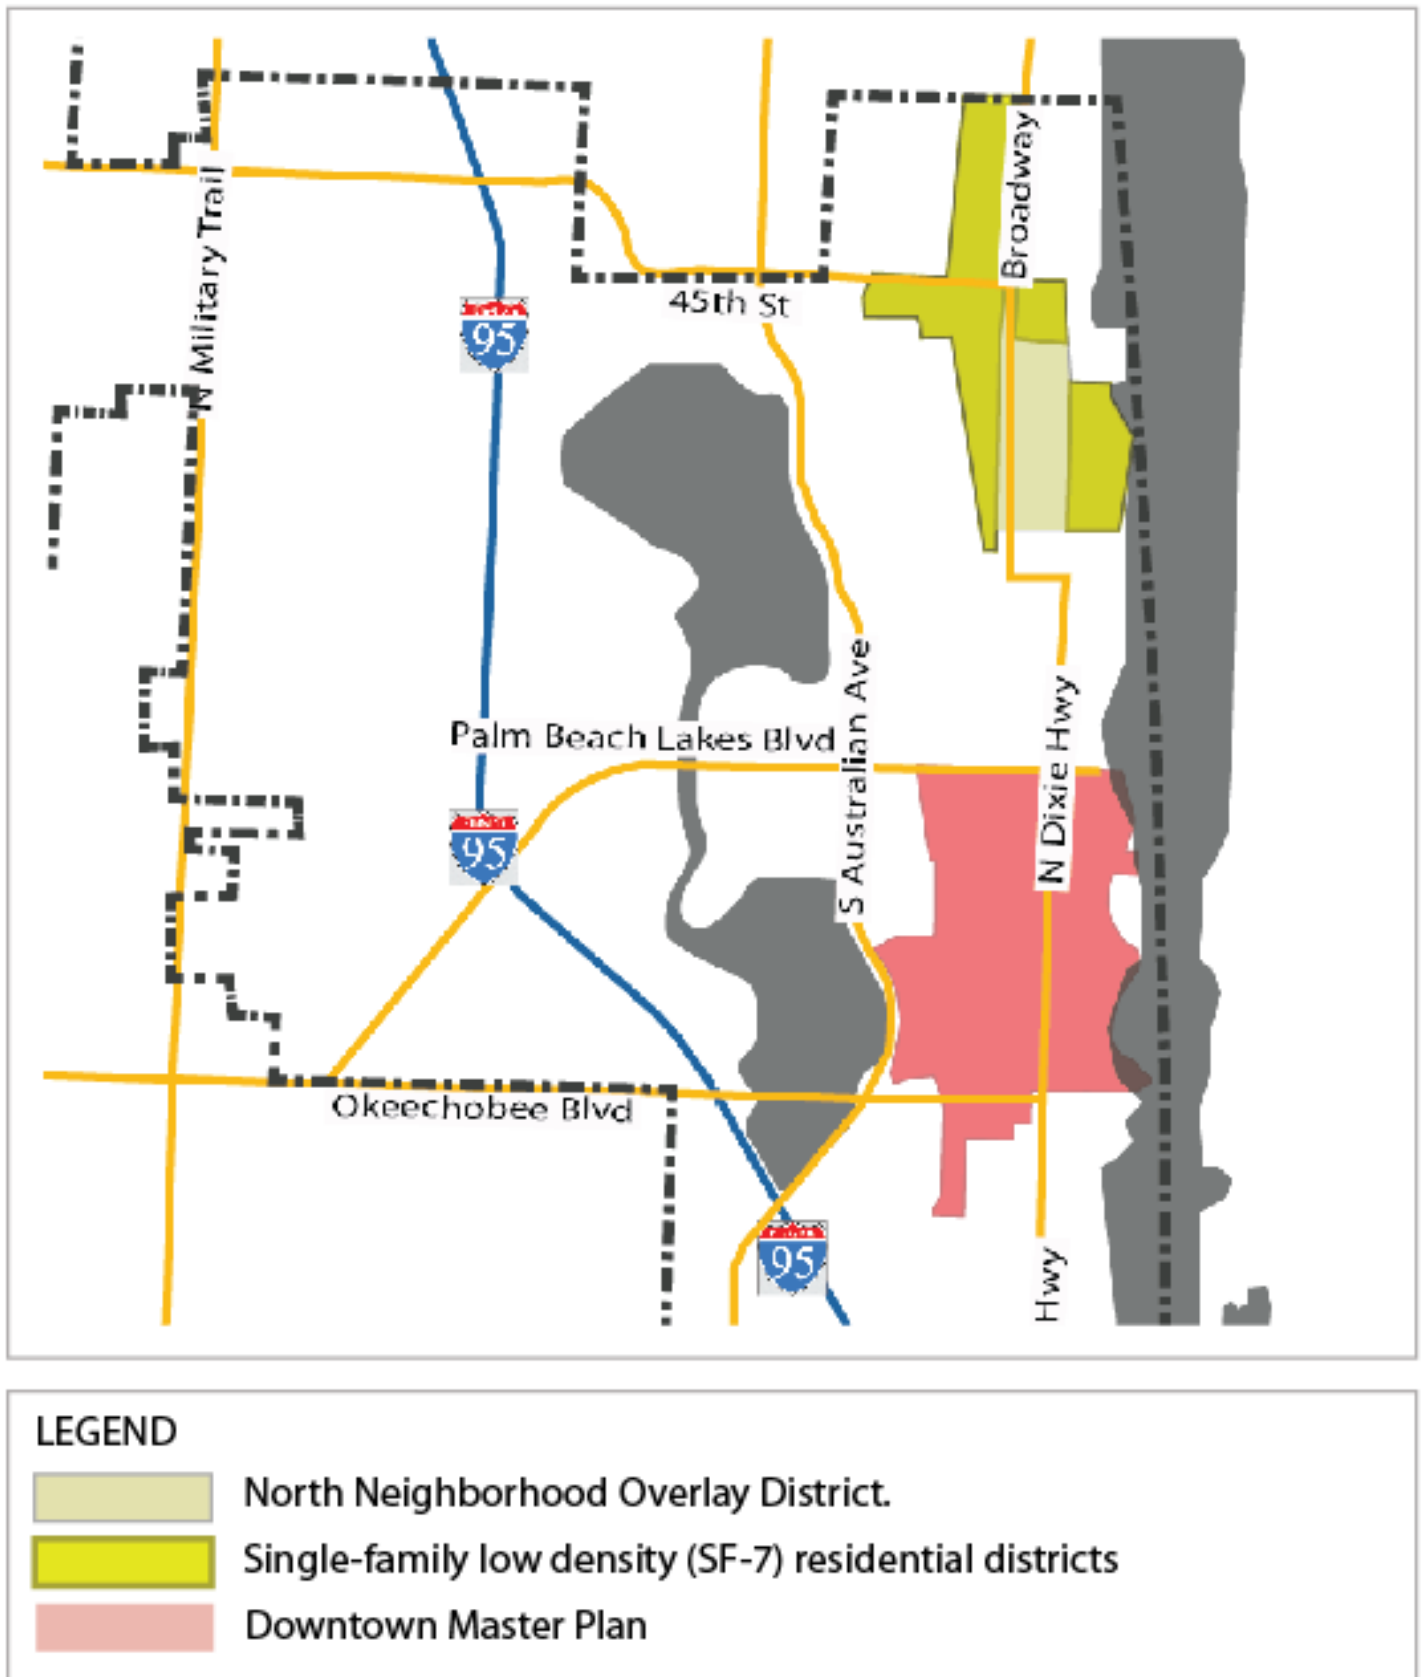 Broadway
N Military Trail
45th St
95
S Australian Ave
Palm Beach Lakes Blvd
N Dixie Hwy
95
Okeechobee Blvd
95
Hwy
LEGEND
North Neighborhood Overlay District.
Single-family low density (SF-7) residential districts
Downtown Master Plan